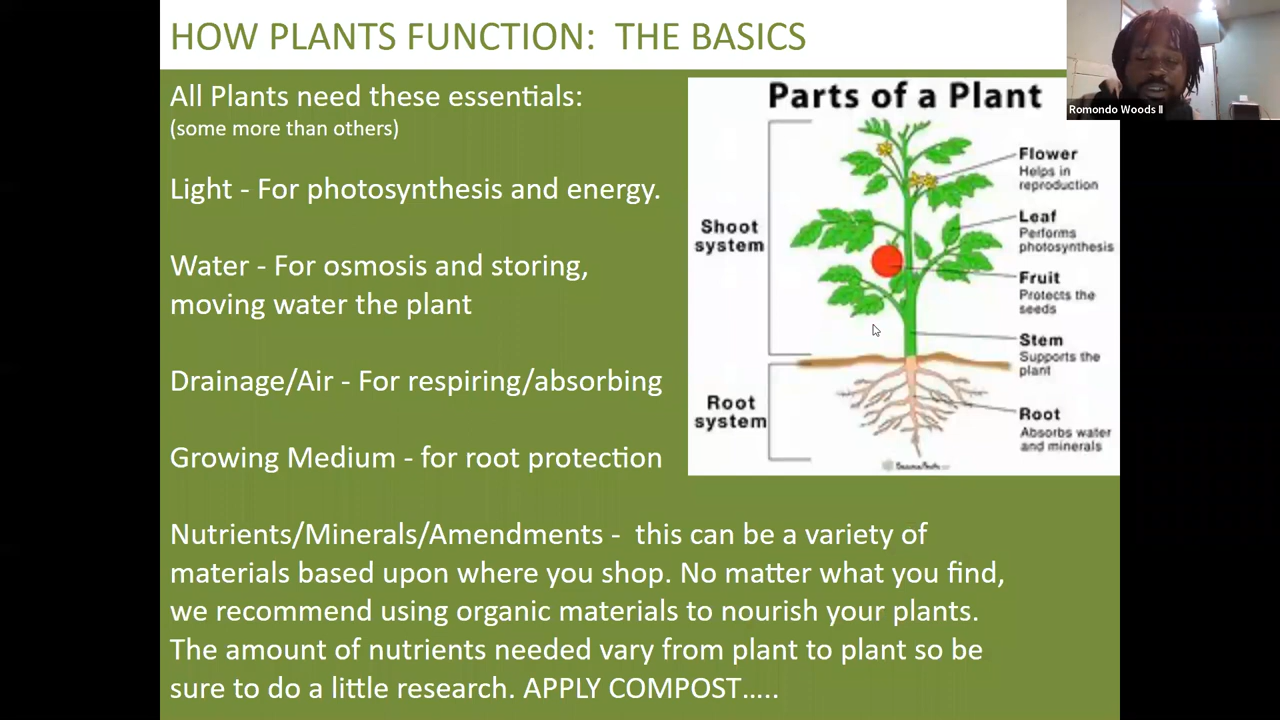 HOW PLANTS FUNCTION:  THE BASICS
Romondo Woods II
All Plants need these essentials:
(some more than others)
Light - For photosynthesis and energy.
Water - For osmosis and storing,
moving water the plant
Drainage/Air - For respiring/absorbing
Growing Medium - for root protection
Nutrients/Minerals/Amendments -  this can be a variety of
materials based upon where you shop. No matter what you find,
we recommend using organic materials to nourish your plants.
The amount of nutrients needed vary from plant to plant so be
sure to do a little research. APPLY COMPOST.....
Parts of a Plant
Shoot
system
Root
system
Flower
Helps in
reproduction
Leaf
Performs
photosynthesis
Fruit
Protects the
seeds
Stem
Supports the
plant
Root
Absorbs water
and minerals